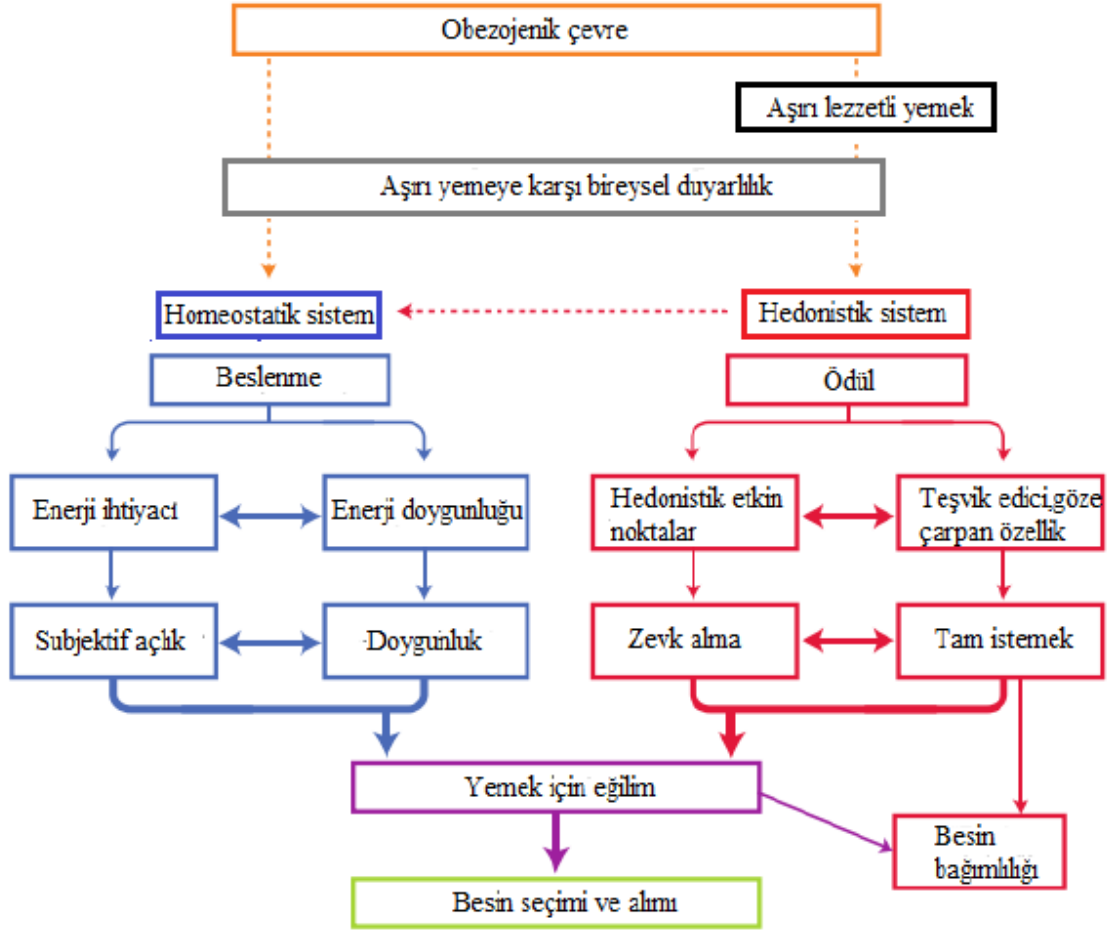 Obezojenik çevre
Aşırı lezzetli yemek
Aşırı yemeye karşı bireysel duyarlılık
Homeostatik sistem
Hedonistik sistem
Beslenme
Ödül
Enerji ihtiyaci
Enerji doygunluğu
Hedonistik etkin
noktalar
Teşvik edici,göze
çarpan özellik
Subjektif açlık
-Doygunluk
Zevk alma
Tam istemek
Yemek için eğilim
Besin
bağımlılığı
Besin seçimi ve alımı